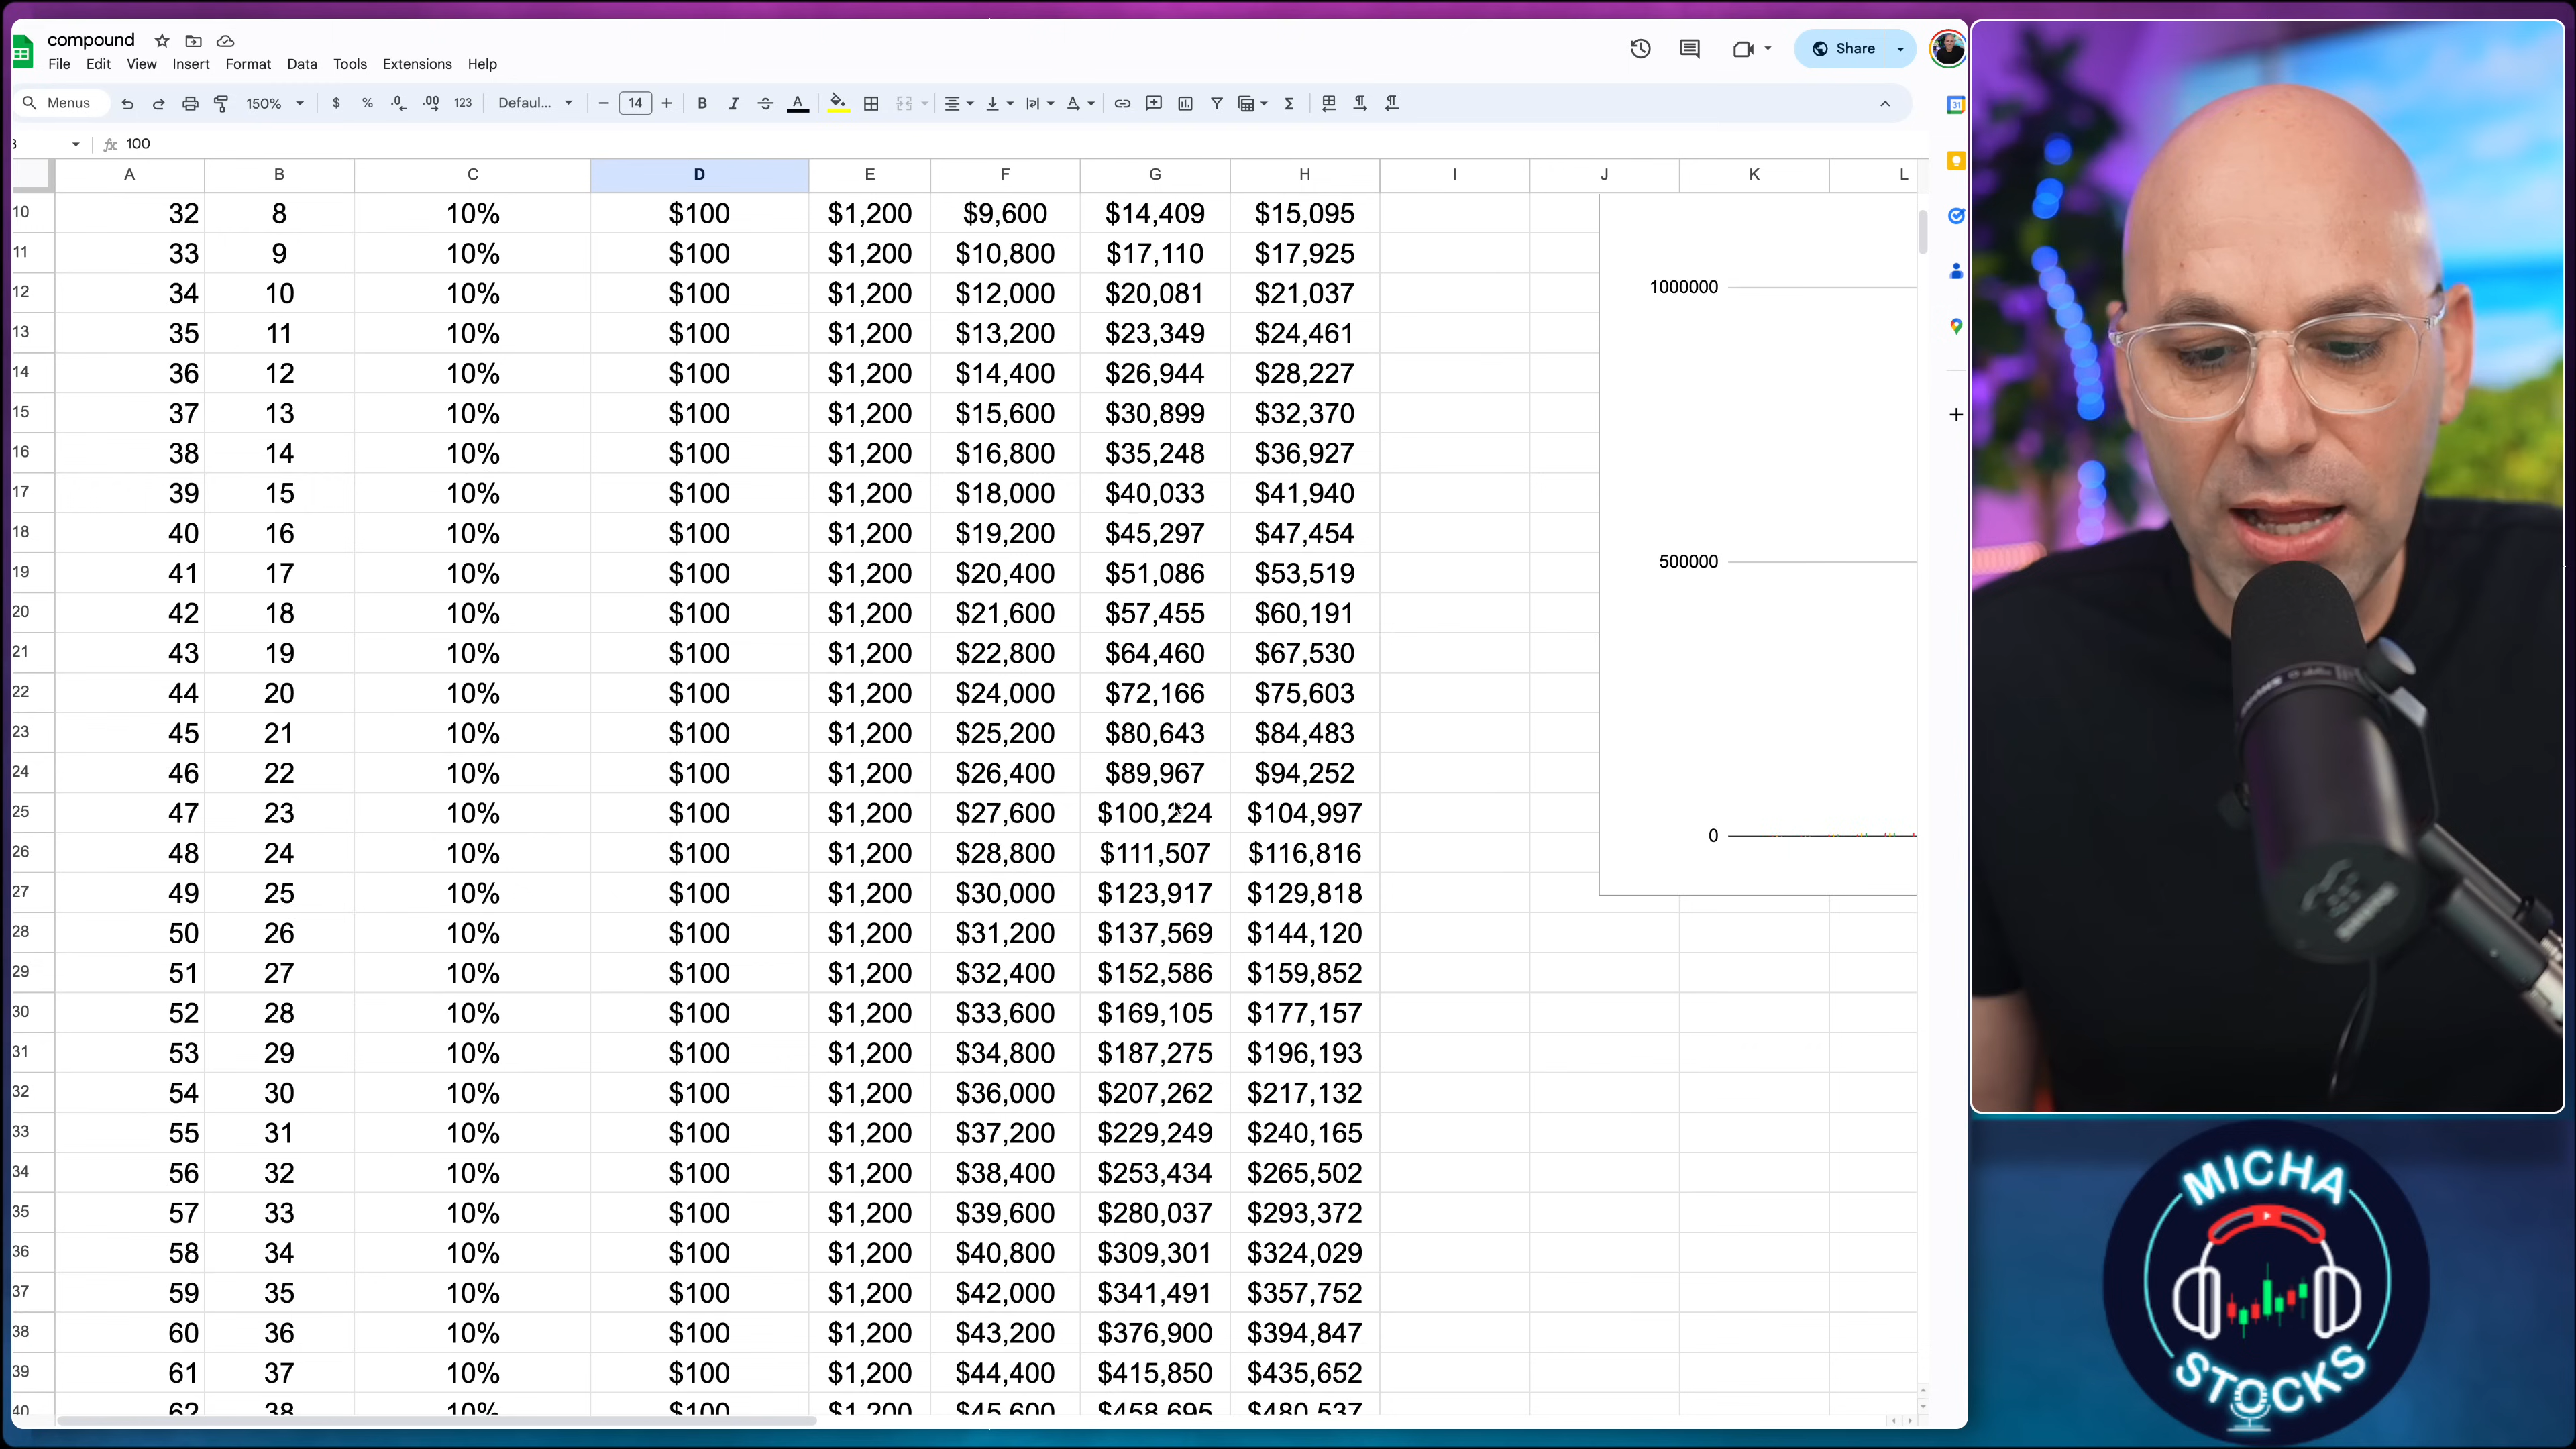 compound
File Edit View Insert Format Data Tools Extensions Help
Share
Menus 150% $ % .0 .00 123 Defaul... 14 B I A
31
fx 100
A B C D E F G H I J K L
10 32 8 10% $100 $1,200 $9,600 $14,409 $15,095
11 33 9 10% $100 $1,200 $10,800 $17,110 $17,925
1000000
12 34 10 10% $100 $1,200 $12,000 $20,081 $21,037
13 35 11 10% $100 $1,200 $13,200 $23,349 $24,461
14 36 12 10% $100 $1,200 $14,400 $26,944 $28,227
15 37 13 10% $100 $1,200 $15,600 $30,899 $32,370
16 38 14 10% $100 $1,200 $16,800 $35,248 $36,927
17 39 15 10% $100 $1,200 $18,000 $40,033 $41,940
18 40 16 10% $100 $1,200 $19,200 $45,297 $47,454
500000
19 41 17 10% $100 $1,200 $20,400 $51,086 $53,519
20 42 18 10% $100 $1,200 $21,600 $57,455 $60,191
21 43 19 10% $100 $1,200 $22,800 $64,460 $67,530
22 44 20 10% $100 $1,200 $24,000 $72,166 $75,603
23 45 21 10% $100 $1,200 $25,200 $80,643 $84,483
24 46 22 10% $100 $1,200 $26,400 $89,967 $94,252
25 47 23 10% $100 $1,200 $27,600 $100,224 $104,997
0
26 48 24 10% $100 $1,200 $28,800 $111,507 $116,816
27 49 25 10% $100 $1,200 $30,000 $123,917 $129,818
28 50 26 10% $100 $1,200 $31,200 $137,569 $144,120
29 51 27 10% $100 $1,200 $32,400 $152,586 $159,852
30 52 28 10% $100 $1,200 $33,600 $169,105 $177,157
31 53 29 10% $100 $1,200 $34,800 $187,275 $196,193
32 54 30 10% $100 $1,200 $36,000 $207,262 $217,132
33 55 31 10% $100 $1,200 $37,200 $229,249 $240,165
34 56 32 10% $100 $1,200 $38,400 $253,434 $265,502
35 57 33 10% $100 $1,200 $39,600 $280,037 $293,372
36 58 34 10% $100 $1,200 $40,800 $309,301 $324,029
37 59 35 10% $100 $1,200 $42,000 $341,491 $357,752
38 60 36 10% $100 $1,200 $43,200 $376,900 $394,847
39 61 37 10% $100 $1,200 $44,400 $415,850 $435,652
40 62 38 10% $100 $1,200 $45,600 $458,695 $480,537
MICHA
STOCKS